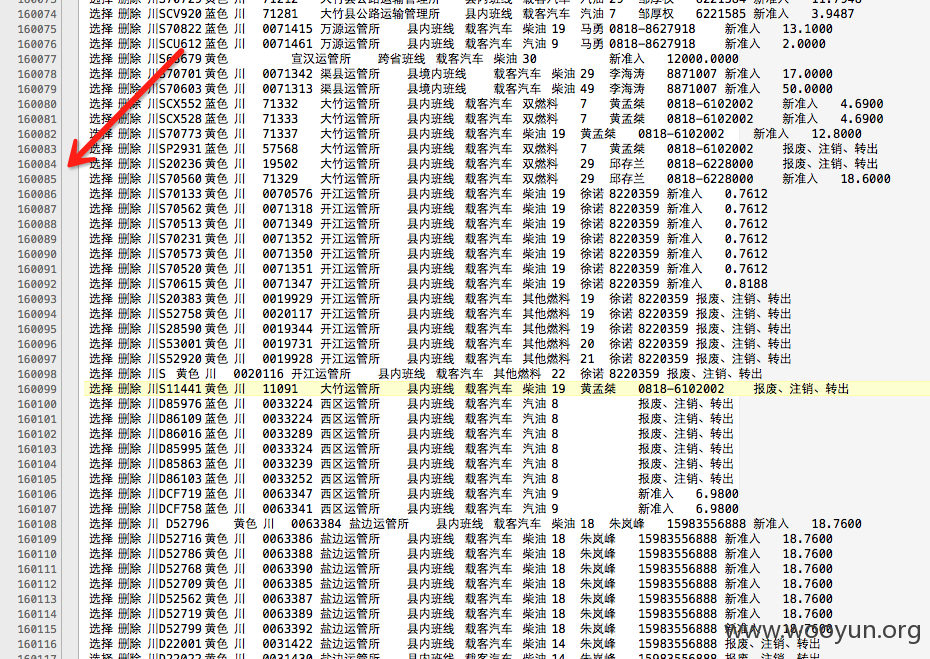 160074 选择 删除 川SCV920 蓝色 川 71281 大竹县公路运输管理所 县内班线 载客汽车 汽油 7 邹厚权 6221585 新准入 3.9487
160075 选择 删除 川S70822 蓝色 川 0071415 万源运管所 县内班线 载客汽车 柴油 19 马勇 0818-8627918 新准入 13.1000
160076 选择 删除 川SCU612 蓝色 川 0071461 万源运管所 县内班线 载客汽车 汽油 9 马勇 0818-8627918 新准入 2.0000
160077 选择 删除 黄色 宣汉运管所 跨省班线 载客汽车 柴油 30 新准入 12000.0000
160078 选择 删除 川S70701 黄色 川 0071342 渠县运管所 县境内班线 载客汽车 柴油 29 李海涛 8871007 新准入 17.0000
160079 选择 删除 川S70603 黄色 川 0071313 渠县运管所 县境内班线 载客汽车 柴油 49 李海涛 8871007 新准入 50.0000
160080 选择 删除 川SCX552 蓝色 川 71332 大竹运管所 县内班线 载客汽车 双燃料 7 黄孟桀 0818-6102002 新准入 4.6900
160081 选择 删除 川SCX528 蓝色 川 71333 大竹运管所 县内班线 载客汽车 双燃料 7 黄孟桀 0818-6102002 新准入 4.6900
160082 选择 删除 川S70773 黄色 川 71337 大竹运管所 县内班线 载客汽车 柴油 19 黄孟桀 0818-6102002 新准入 12.8000
160083 选择 删除 川SP2931 蓝色 川 57568 大竹运管所 县内班线 载客汽车 双燃料 7 黄孟桀 0818-6102002 报废、注销、转出
160084 选择 删除 川S20236 黄色 川 19502 大竹运管所 县内班线 载客汽车 双燃料 29 邱存兰 0818-6228000 报废、注销、转出
160085 选择 删除 川S70560 黄色 川 71329 大竹运管所 县内班线 载客汽车 双燃料 29 邱存兰 0818-6228000 新准入 18.6000
160086 选择 删除 川S70133 黄色 川 0070576 开江运管所 县内班线 载客汽车 柴油 19 徐诺 8220359 新准入 0.7612
160087 选择 删除 川S70562 黄色 川 0071318 开江运管所 县内班线 载客汽车 柴油 19 徐诺 8220359 新准入 0.7612
160088 选择 删除 川S70513 黄色 川 0071349 开江运管所 县内班线 载客汽车 柴油 19 徐诺 8220359 新准入 0.7612
160089 选择 删除 川S70231 黄色 川 0071352 开江运管所 县内班线 载客汽车 柴油 19 徐诺 8220359 新准入 0.7612
160090 选择 删除 川S70573 黄色 川 0071350 开江运管所 县内班线 载客汽车 柴油 19 徐诺 8220359 新准入 0.7612
160091 选择 删除 川S70520 黄色 川 0071351 开江运管所 县内班线 载客汽车 柴油 19 徐诺 8220359 新准入 0.7612
160092 选择 删除 川S70615 黄色 川 0071347 开江运管所 县内班线 载客汽车 柴油 19 徐诺 8220359 新准入 0.8188
160093 选择 删除 川S20383 黄色 川 0019929 开江运管所 县内班线 载客汽车 其他燃料 19 徐诺 8220359 报废、注销、转出
160094 选择 删除 川S52758 黄色 川 0020117 开江运管所 县内班线 载客汽车 其他燃料 19 徐诺 8220359 报废、注销、转出
160095 选择 删除 川S28590 黄色 川 0019344 开江运管所 县内班线 载客汽车 其他燃料 19 徐诺 8220359 报废、注销、转出
160096 选择 删除 川S53001 黄色 川 0019731 开江运管所 县内班线 载客汽车 其他燃料 20 徐诺 8220359 报废、注销、转出
160097 选择 删除 川S52920 黄色 川 0019928 开江运管所 县内班线 载客汽车 其他燃料 21 徐诺 8220359 报废、注销、转出
160098 选择 删除 川S 黄色 川 0020116 开江运管所 县内班线 载客汽车 其他燃料 22 徐诺 8220359 报废、注销、转出
160099 选择 删除 川S11441 黄色 川 11091 大竹运管所 县内班线 载客汽车 柴油 19 黄孟桀 0818-6102002 报废、注销、转出
160100 选择 删除 川D85976 蓝色 川 0033224 西区运管所 县内班线 载客汽车 汽油 8 报废、注销、转出
160101 选择 删除 川D86109 蓝色 川 0033224 西区运管所 县内班线 载客汽车 汽油 8 报废、注销、转出
160102 选择 删除 川D86016 蓝色 川 0033289 西区运管所 县内班线 载客汽车 汽油 8 报废、注销、转出
160103 选择 删除 川D85995 蓝色 川 0033324 西区运管所 县内班线 载客汽车 汽油 8 报废、注销、转出
160104 选择 删除 川D85863 蓝色 川 0033239 西区运管所 县内班线 载客汽车 汽油 8 报废、注销、转出
160105 选择 删除 川D86103 蓝色 川 0033252 西区运管所 县内班线 载客汽车 汽油 8 报废、注销、转出
160106 选择 删除 川DCF719 蓝色 川 0063347 西区运管所 县内班线 载客汽车 汽油 9 新准入 6.9800
160107 选择 删除 川DCF758 蓝色 川 0063341 西区运管所 县内班线 载客汽车 汽油 9 新准入 6.9800
160108 选择 删除 川 D52796 黄色 川 0063384 盐边运管所 县内班线 载客汽车 柴油 18 朱岚峰 15983556888 新准入 18.7600
160109 选择 删除 川D52716 黄色 川 0063386 盐边运管所 县内班线 载客汽车 柴油 18 朱岚峰 15983556888 新准入 18.7600
160110 选择 删除 川D52786 黄色 川 0063388 盐边运管所 县内班线 载客汽车 柴油 18 朱岚峰 15983556888 新准入 18.7600
160111 选择 删除 川D52768 黄色 川 0063390 盐边运管所 县内班线 载客汽车 柴油 18 朱岚峰 15983556888 新准入 18.7600
160112 选择 删除 川D52709 黄色 川 0063385 盐边运管所 县内班线 载客汽车 柴油 18 朱岚峰 15983556888 新准入 18.7600
160113 选择 删除 川D52562 黄色 川 0063387 盐边运管所 县内班线 载客汽车 柴油 18 朱岚峰 15983556888 新准入 18.7600
160114 选择 删除 川D52719 黄色 川 0063389 盐边运管所 县内班线 载客汽车 柴油 18 朱岚峰 15983556888 新准入 18.7600
160115 选择 删除 川D52799 黄色 川 0063392 盐边运管所 县内班线 载客汽车 柴油 18 朱岚峰 15983556888 新准入 18.7600
160116 选择 删除 川D22001 黄色 川 0031422 盐边运管所 县内班线 载客汽车 柴油 14 朱岚峰 15983556888 报废、注销、转出
www.wooyun.org